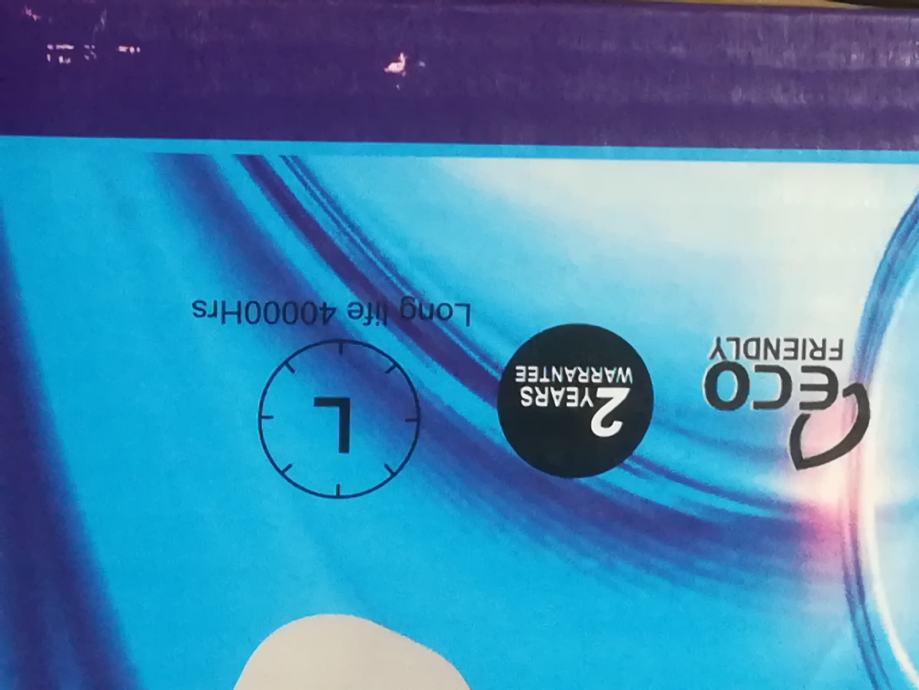 ECO
FRIENDLY
2 YEARS
WARRANTEE
L
Long life 40000Hrs